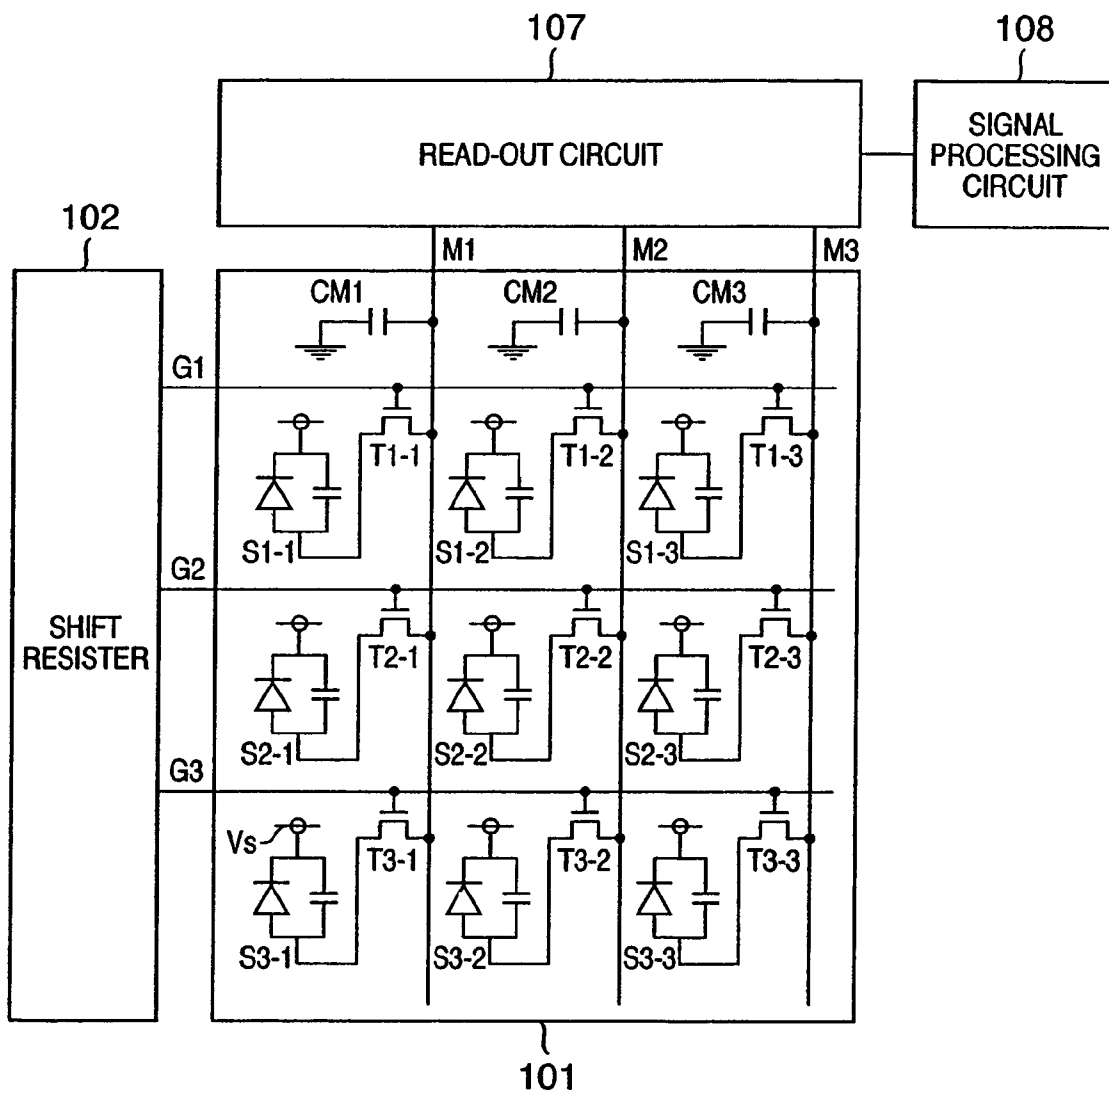 107
108
READ-OUT CIRCUIT
SIGNAL
PROCESSING
CIRCUIT
102
M1
M2
M3
CM1
CM2
CM3
G1
T1-1
T1-2
T1-3
S1-1
S1-2
S1-3
G2
SHIFT
RESISTER
T2-1
T2-2
T2-3
S2-1
S2-2
S2-3
G3
Vs
T3-1
T3-2
T3-3
S3-1
S3-2
S3-3
101